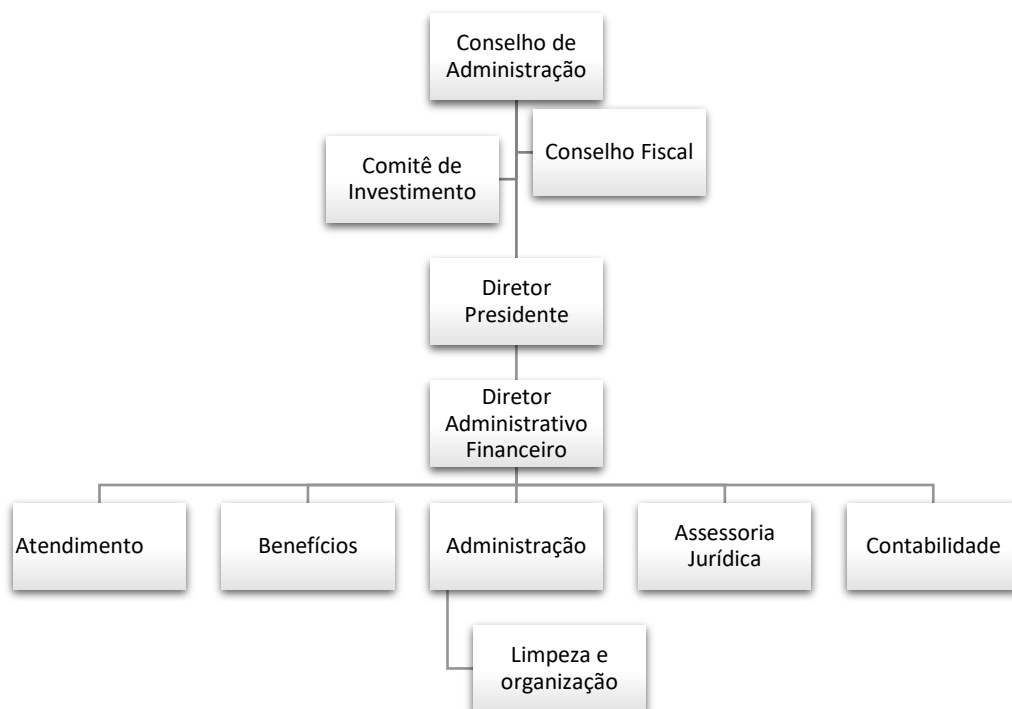 Conselho de
Administração
Conselho Fiscal
Comitê de
Investimento
Diretor
Presidente
Diretor
Administrativo
Financeiro
Atendimento
Benefícios
Administração
Assessoria
Jurídica
Contabilidade
Limpeza e
organização